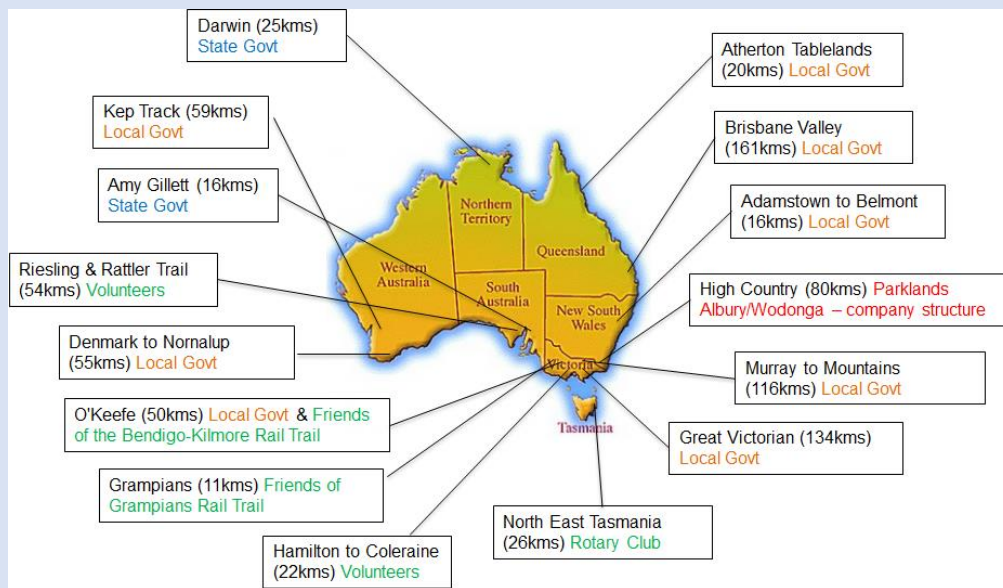 Darwin (25kms)
State Govt
Atherton Tablelands
(20kms) Local Govt
Kep Track (59kms)
Local Govt
Brisbane Valley
(161kms) Local Govt
Amy Gillett (16kms)
State Govt
Adamstown to Belmont
(16kms) Local Govt
Northern
Territory
Queensland
Western
Australia
South
Australia
New South
Wales
Victoria
Tasmania
Riesling & Rattler Trail
(54kms) Volunteers
High Country (80kms) Parklands
Albury/Wodonga – company structure
Denmark to Nornalup
(55kms) Local Govt
Murray to Mountains
(116kms) Local Govt
O'Keefe (50kms) Local Govt & Friends
of the Bendigo-Kilmore Rail Trail
Great Victorian (134kms)
Local Govt
Grampians (11kms) Friends of
Grampians Rail Trail
North East Tasmania
(26kms) Rotary Club
Hamilton to Coleraine
(22kms) Volunteers